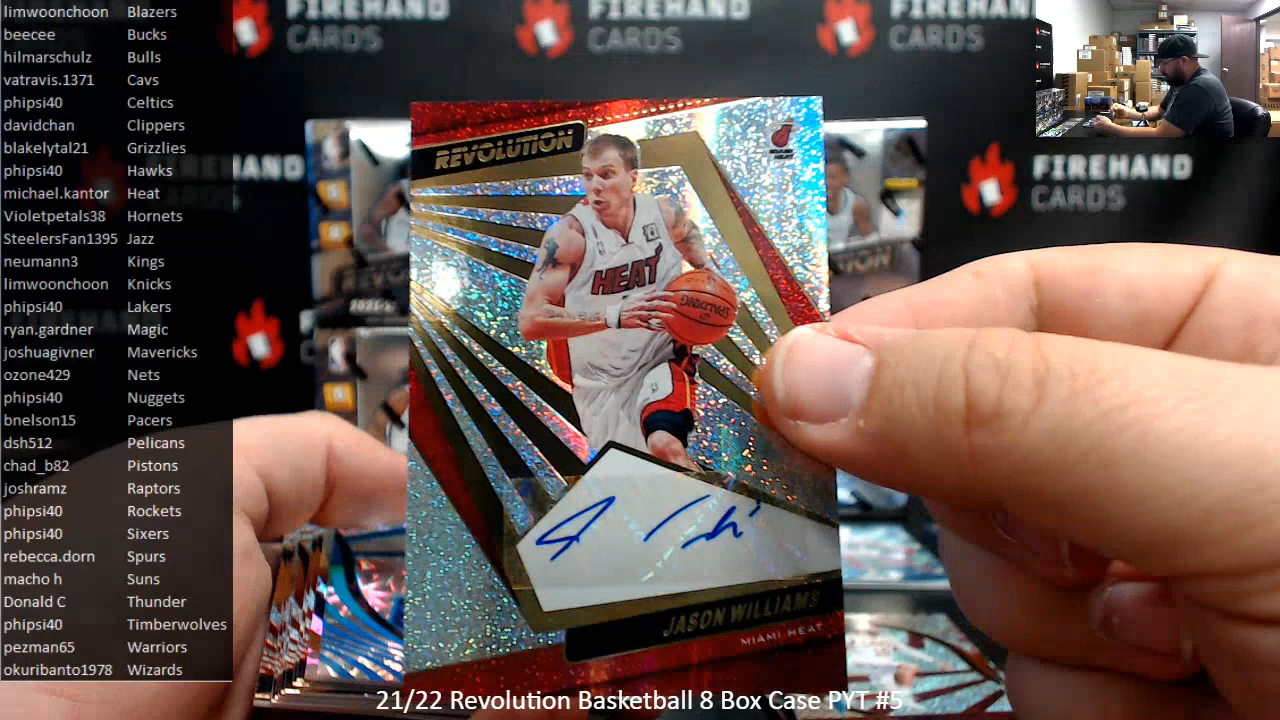 limwoonchoon Blazers
beecee Bucks
hilmarschulz Bulls
vatravis.1371 Cavs
phipsi40 Celtics
davidchan Clippers
blakelytal21 Grizzlies
phipsi40 Hawks
michael.kantor Heat
Violetpetals38 Hornets
SteelersFan1395 Jazz
neumann3 Kings
limwoonchoon Knicks
phipsi40 Lakers
ryan.gardner Magic
joshuagivner Mavericks
ozone429 Nets
phipsi40 Nuggets
bnelson15 Pacers
dsh512 Pelicans
chad_b82 Pistons
joshramz Raptors
phipsi40 Rockets
phipsi40 Sixers
rebecca.dorn Spurs
macho h Suns
Donald C Thunder
phipsi40 Timberwolves
pezman65 Warriors
okuribanto1978 Wizards
FIREHAND
CARDS
FIREHAND
CARDS
FIREHAND
CARDS
FIREHAND
CARDS
REVOLUTION
HEAT
SPALDING
JASON WILLIAMS
MIAMI HEAT
21/22 Revolution Basketball 8 Box Case PYT #5